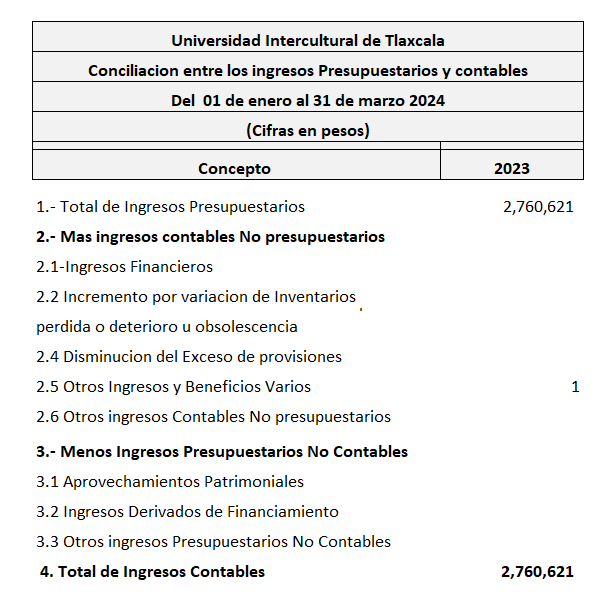 Universidad Intercultural de Tlaxcala
Conciliacion entre los ingresos Presupuestarios y contables
Del 01 de enero al 31 de marzo 2024
(Cifras en pesos)
Concepto 2023
1.- Total de Ingresos Presupuestarios 2,760,621
2.- Mas ingresos contables No presupuestarios
2.1-Ingresos Financieros
2.2 Incremento por variacion de Inventarios
perdida o deterioro u obsolescencia
2.4 Disminucion del Exceso de provisiones
2.5 Otros Ingresos y Beneficios Varios 1
2.6 Otros ingresos Contables No presupuestarios
3.- Menos Ingresos Presupuestarios No Contables
3.1 Aprovechamientos Patrimoniales
3.2 Ingresos Derivados de Financiamiento
3.3 Otros ingresos Presupuestarios No Contables
4. Total de Ingresos Contables 2,760,621